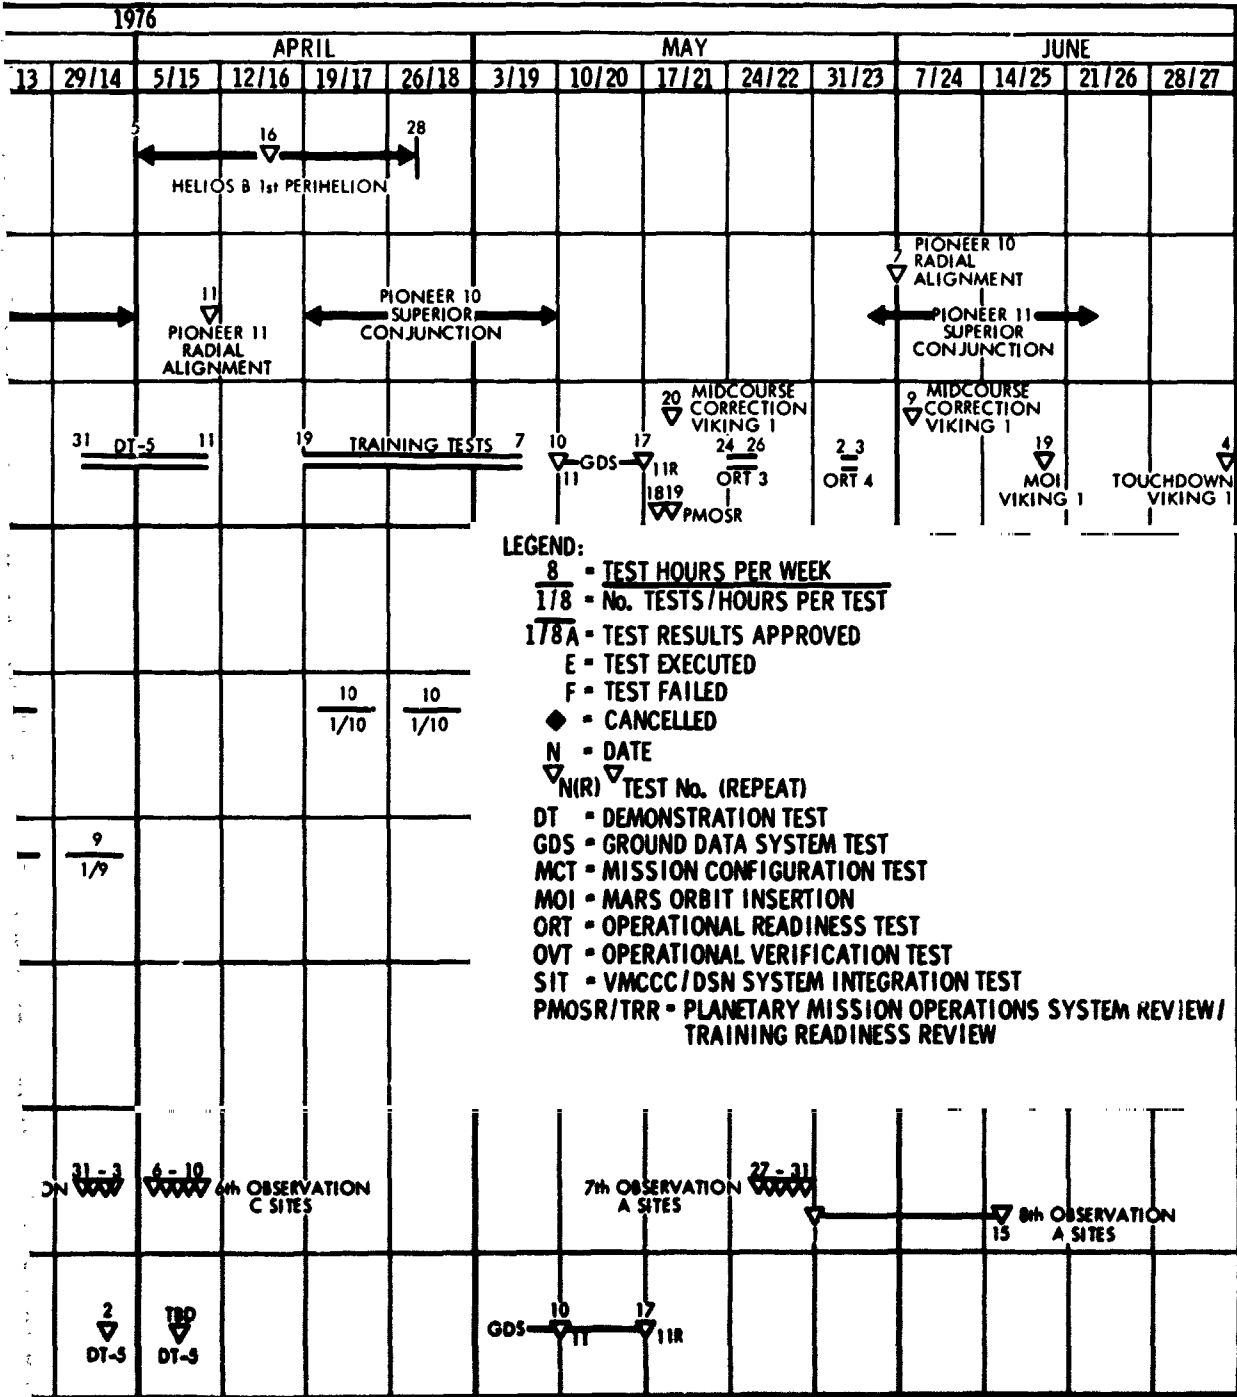 1976
APRIL MAY JUNE
13 29/14 5/15 12/16 19/17 26/18 3/19 10/20 17/21 24/22 31/23 7/24 14/25 21/26 28/27
5 16 28
HELIOS B 1st PERIHELION
7 PIONEER 10
RADIAL
ALIGNMENT
11
PIONEER 11
RADIAL
ALIGNMENT
PIONEER 10
SUPERIOR
CONJUNCTION
PIONEER 11
SUPERIOR
CONJUNCTION
20 MIDCOURSE
CORRECTION
VIKING 1
9 MIDCOURSE
CORRECTION
VIKING 1
31 DT-5 11
19 TRAINING TESTS 7
10 GDS 17
11 11R
1819
PMOSR
24 26
ORT 3
2 3
ORT 4
19
MOI
VIKING 1
4
TOUCHDOWN
VIKING 1
LEGEND:
8 = TEST HOURS PER WEEK
1/8 = No. TESTS/HOURS PER TEST
1/8A = TEST RESULTS APPROVED
E = TEST EXECUTED
F = TEST FAILED
◆ = CANCELLED
N = DATE
▽N(R) ▽TEST No. (REPEAT)
DT = DEMONSTRATION TEST
GDS = GROUND DATA SYSTEM TEST
MCT = MISSION CONFIGURATION TEST
MOI = MARS ORBIT INSERTION
ORT = OPERATIONAL READINESS TEST
OVT = OPERATIONAL VERIFICATION TEST
SIT = VMCCC/DSN SYSTEM INTEGRATION TEST
PMOSR/TRR = PLANETARY MISSION OPERATIONS SYSTEM REVIEW/
TRAINING READINESS REVIEW
10 10
1/10 1/10
9
1/9
31 - 3 6 - 10
ON 6th OBSERVATION
C SITES
27 - 31
7th OBSERVATION
A SITES
8th OBSERVATION
15 A SITES
2 TBD
DT-5 DT-5
10 17
GDS 11 11R